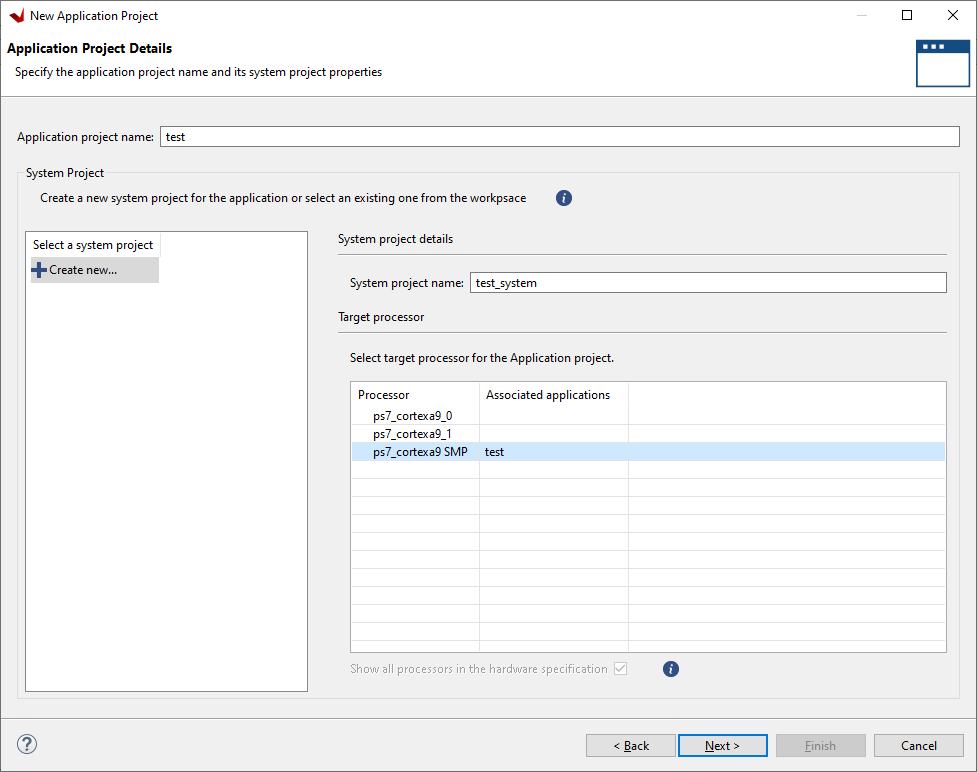 New Application Project
Application Project Details
Specify the application project name and its system project properties
Application project name: test
System Project
Create a new system project for the application or select an existing one from the workpsace
Select a system project
Create new...
System project details
System project name: test_system
Target processor
Select target processor for the Application project.
Processor Associated applications
ps7_cortexa9_0
ps7_cortexa9_1
ps7_cortexa9 SMP test
Show all processors in the hardware specification
< Back Next > Finish Cancel